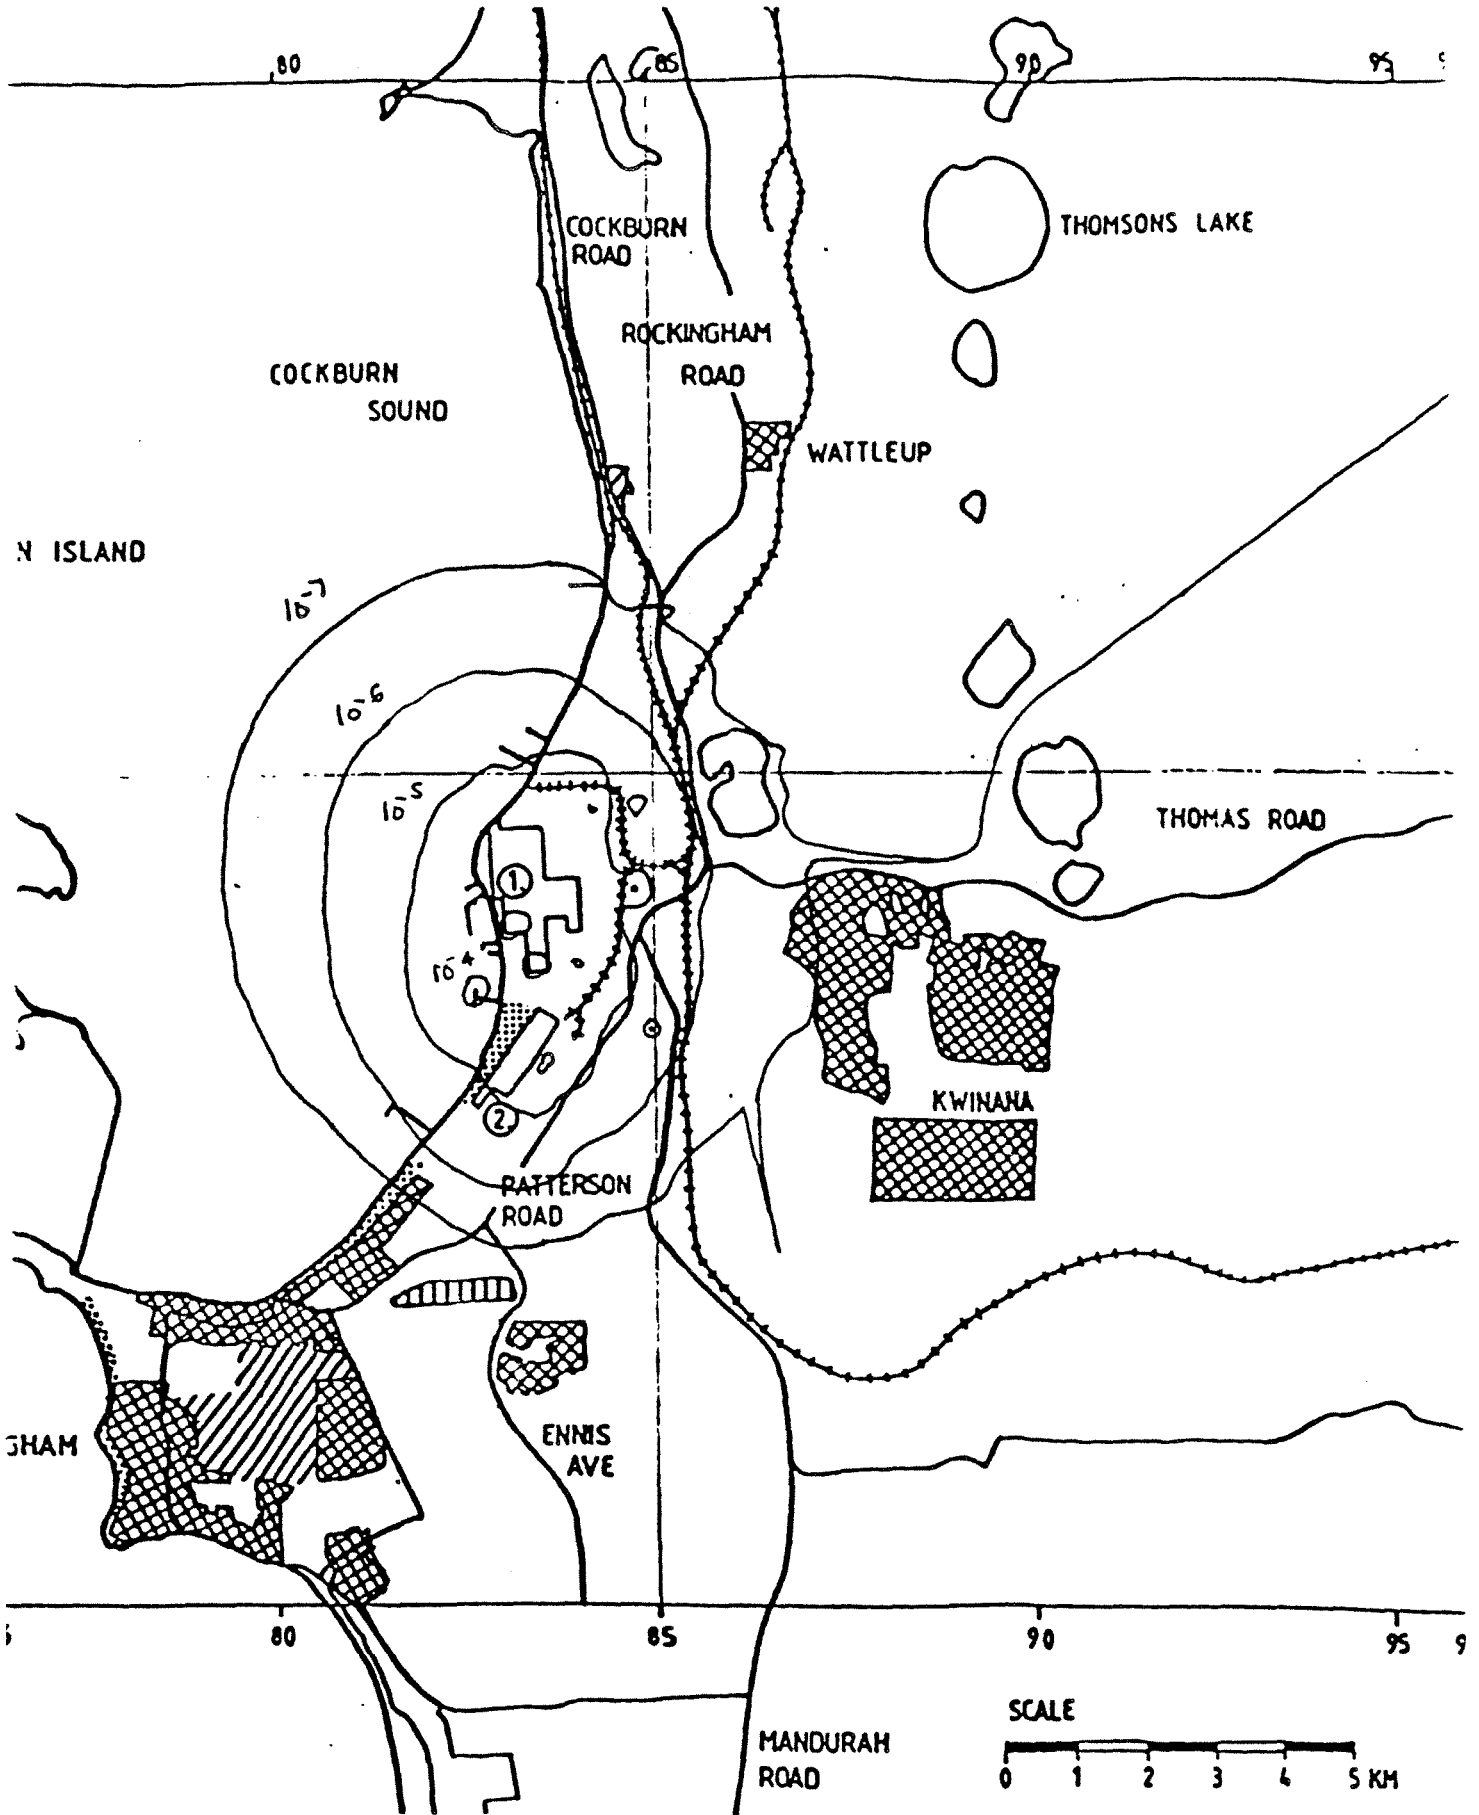 80
85
90
95
THOMSONS LAKE
COCKBURN
ROAD
ROCKINGHAM
ROAD
COCKBURN
SOUND
WATTLEUP
N ISLAND
10⁻⁷
10⁻⁶
10⁻⁵
THOMAS ROAD
1.
10⁻⁴
KWINANA
2.
PATTERSON
ROAD
ENNIS
AVE
GHAM
80
85
90
95
9
SCALE
MANDURAH
ROAD
0 1 2 3 4 5 KM